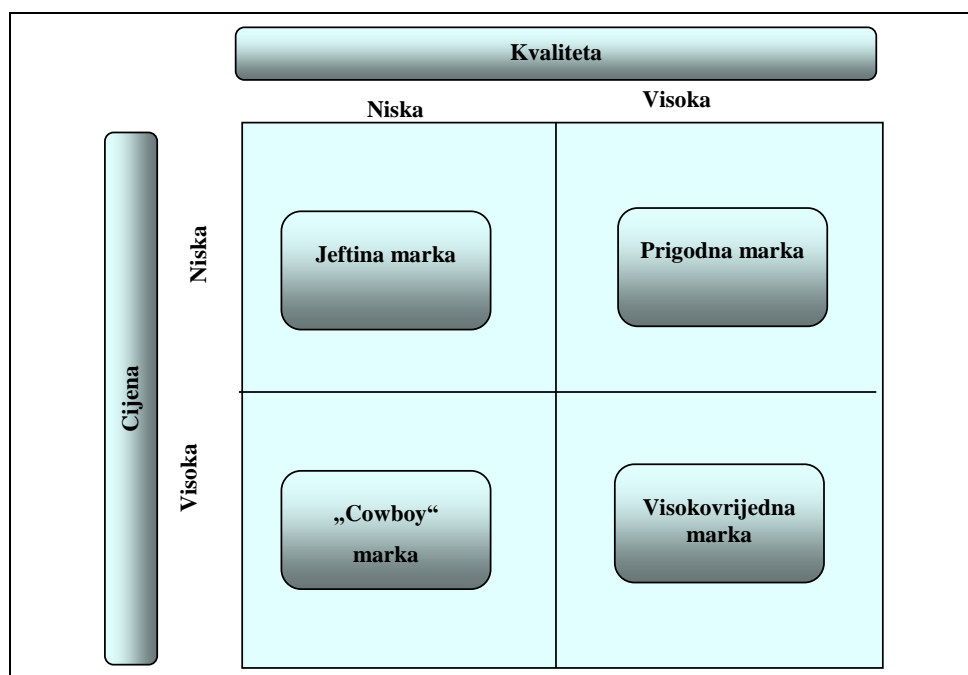 Kvaliteta
Niska
Visoka
Niska
Jeftina marka
Prigodna marka
Cijena
Visoka
„Cowboy“
marka
Visokovrijedna
marka